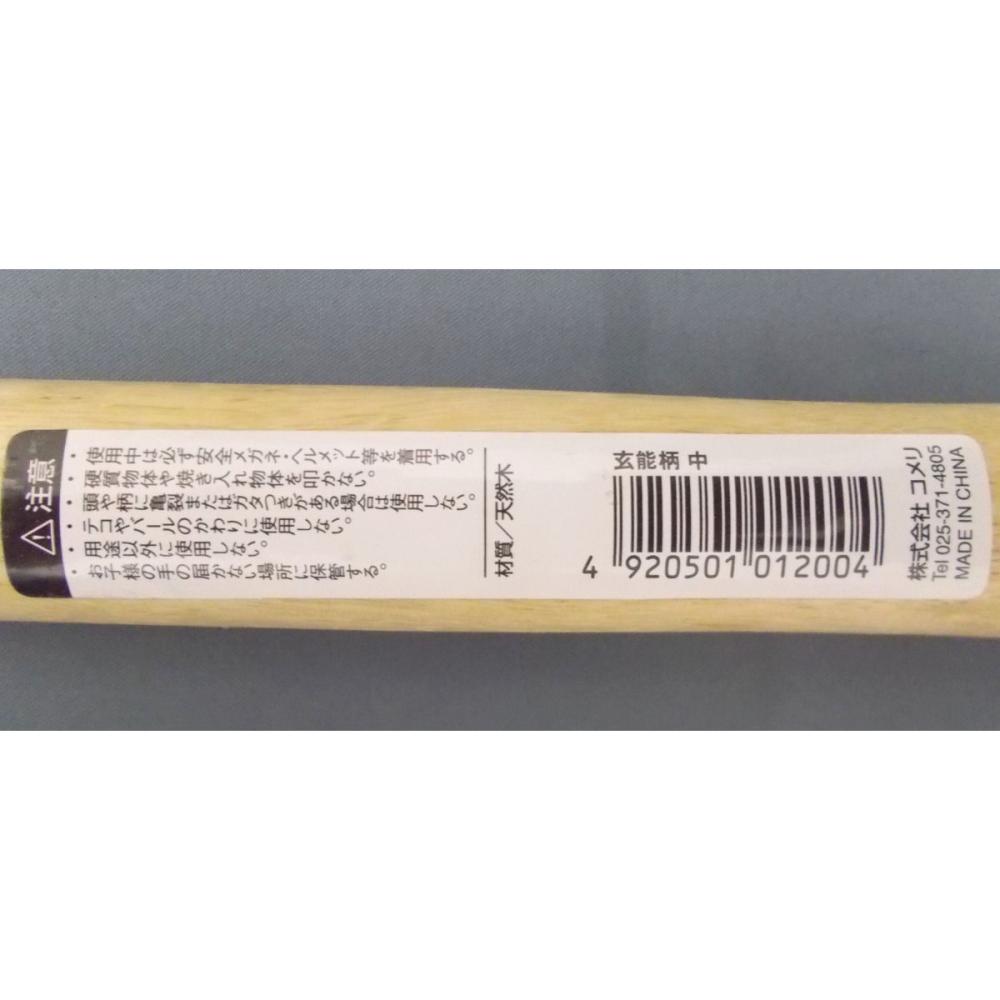 注意
・使用中は必ず安全メガネ・ヘルメット等を着用する。
・硬質物体や焼き入れ物体を叩かない。
・頭や柄に亀裂またはガタつきがある場合は使用しない。
・テコやバールのかわりに使用しない。
・用途以外に使用しない。
・お子様の手の届かない場所に保管する。
材質/天然木
中
4 920501 012004
株式会社 コメリ
Tel 025-371-4805
MADE IN CHINA